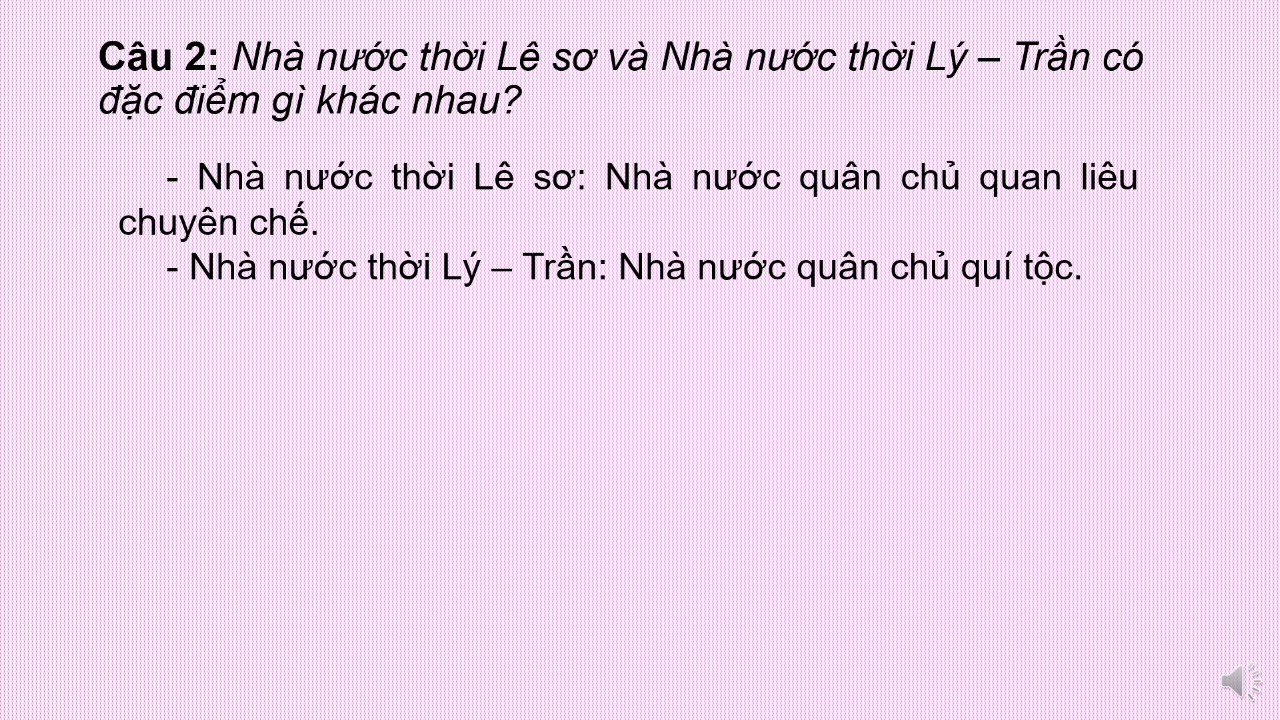 Câu 2: Nhà nước thời Lê sơ và Nhà nước thời Lý – Trần có
đặc điểm gì khác nhau?
- Nhà nước thời Lê sơ: Nhà nước quân chủ quan liêu
chuyên chế.
- Nhà nước thời Lý – Trần: Nhà nước quân chủ quí tộc.